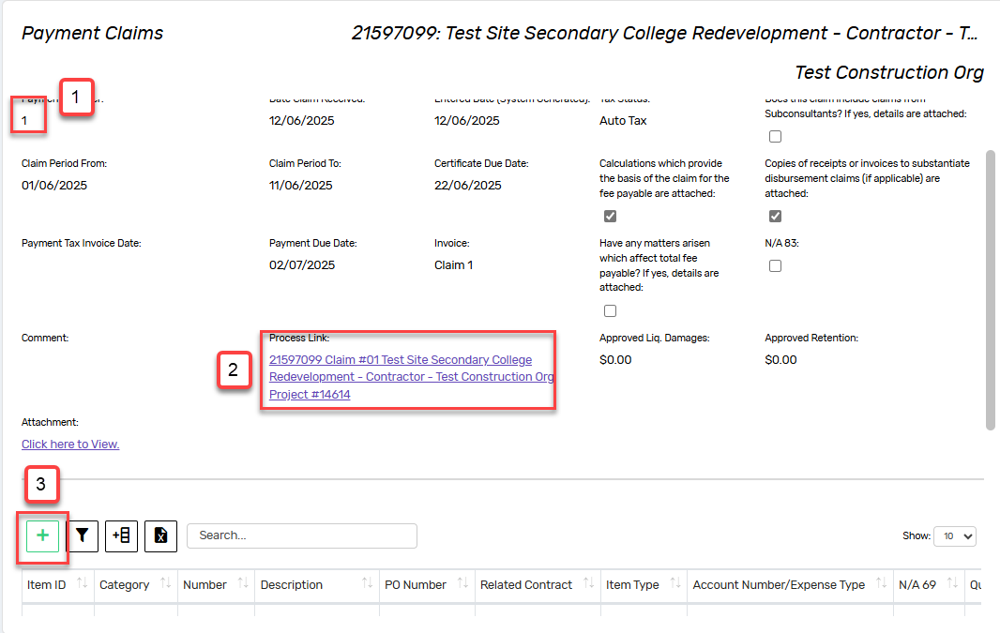 Payment Claims
21597099: Test Site Secondary College Redevelopment - Contractor - T...
Test Construction Org
1
Date Claim Received:
Entered Date (System Generated):
Tax Status:
Does this claim include claims from
Subconsultants? If yes, details are attached:
1
12/06/2025
12/06/2025
Auto Tax
Claim Period From:
01/06/2025
Claim Period To:
11/06/2025
Certificate Due Date:
22/06/2025
Calculations which provide
the basis of the claim for the
fee payable are attached:
Copies of receipts or invoices to substantiate
disbursement claims (if applicable) are
attached:
Payment Tax Invoice Date:
Payment Due Date:
02/07/2025
Invoice:
Claim 1
Have any matters arisen
which affect total fee
payable? If yes, details are
attached:
N/A 83:
Comment:
2
Process Link:
21597099 Claim #01 Test Site Secondary College
Redevelopment - Contractor - Test Construction Org
Project #14614
Approved Liq. Damages:
$0.00
Approved Retention:
$0.00
Attachment:
Click here to View.
3
+
Search...
Show: 10
Item ID
Category
Number
Description
PO Number
Related Contract
Item Type
Account Number/Expense Type
N/A 69